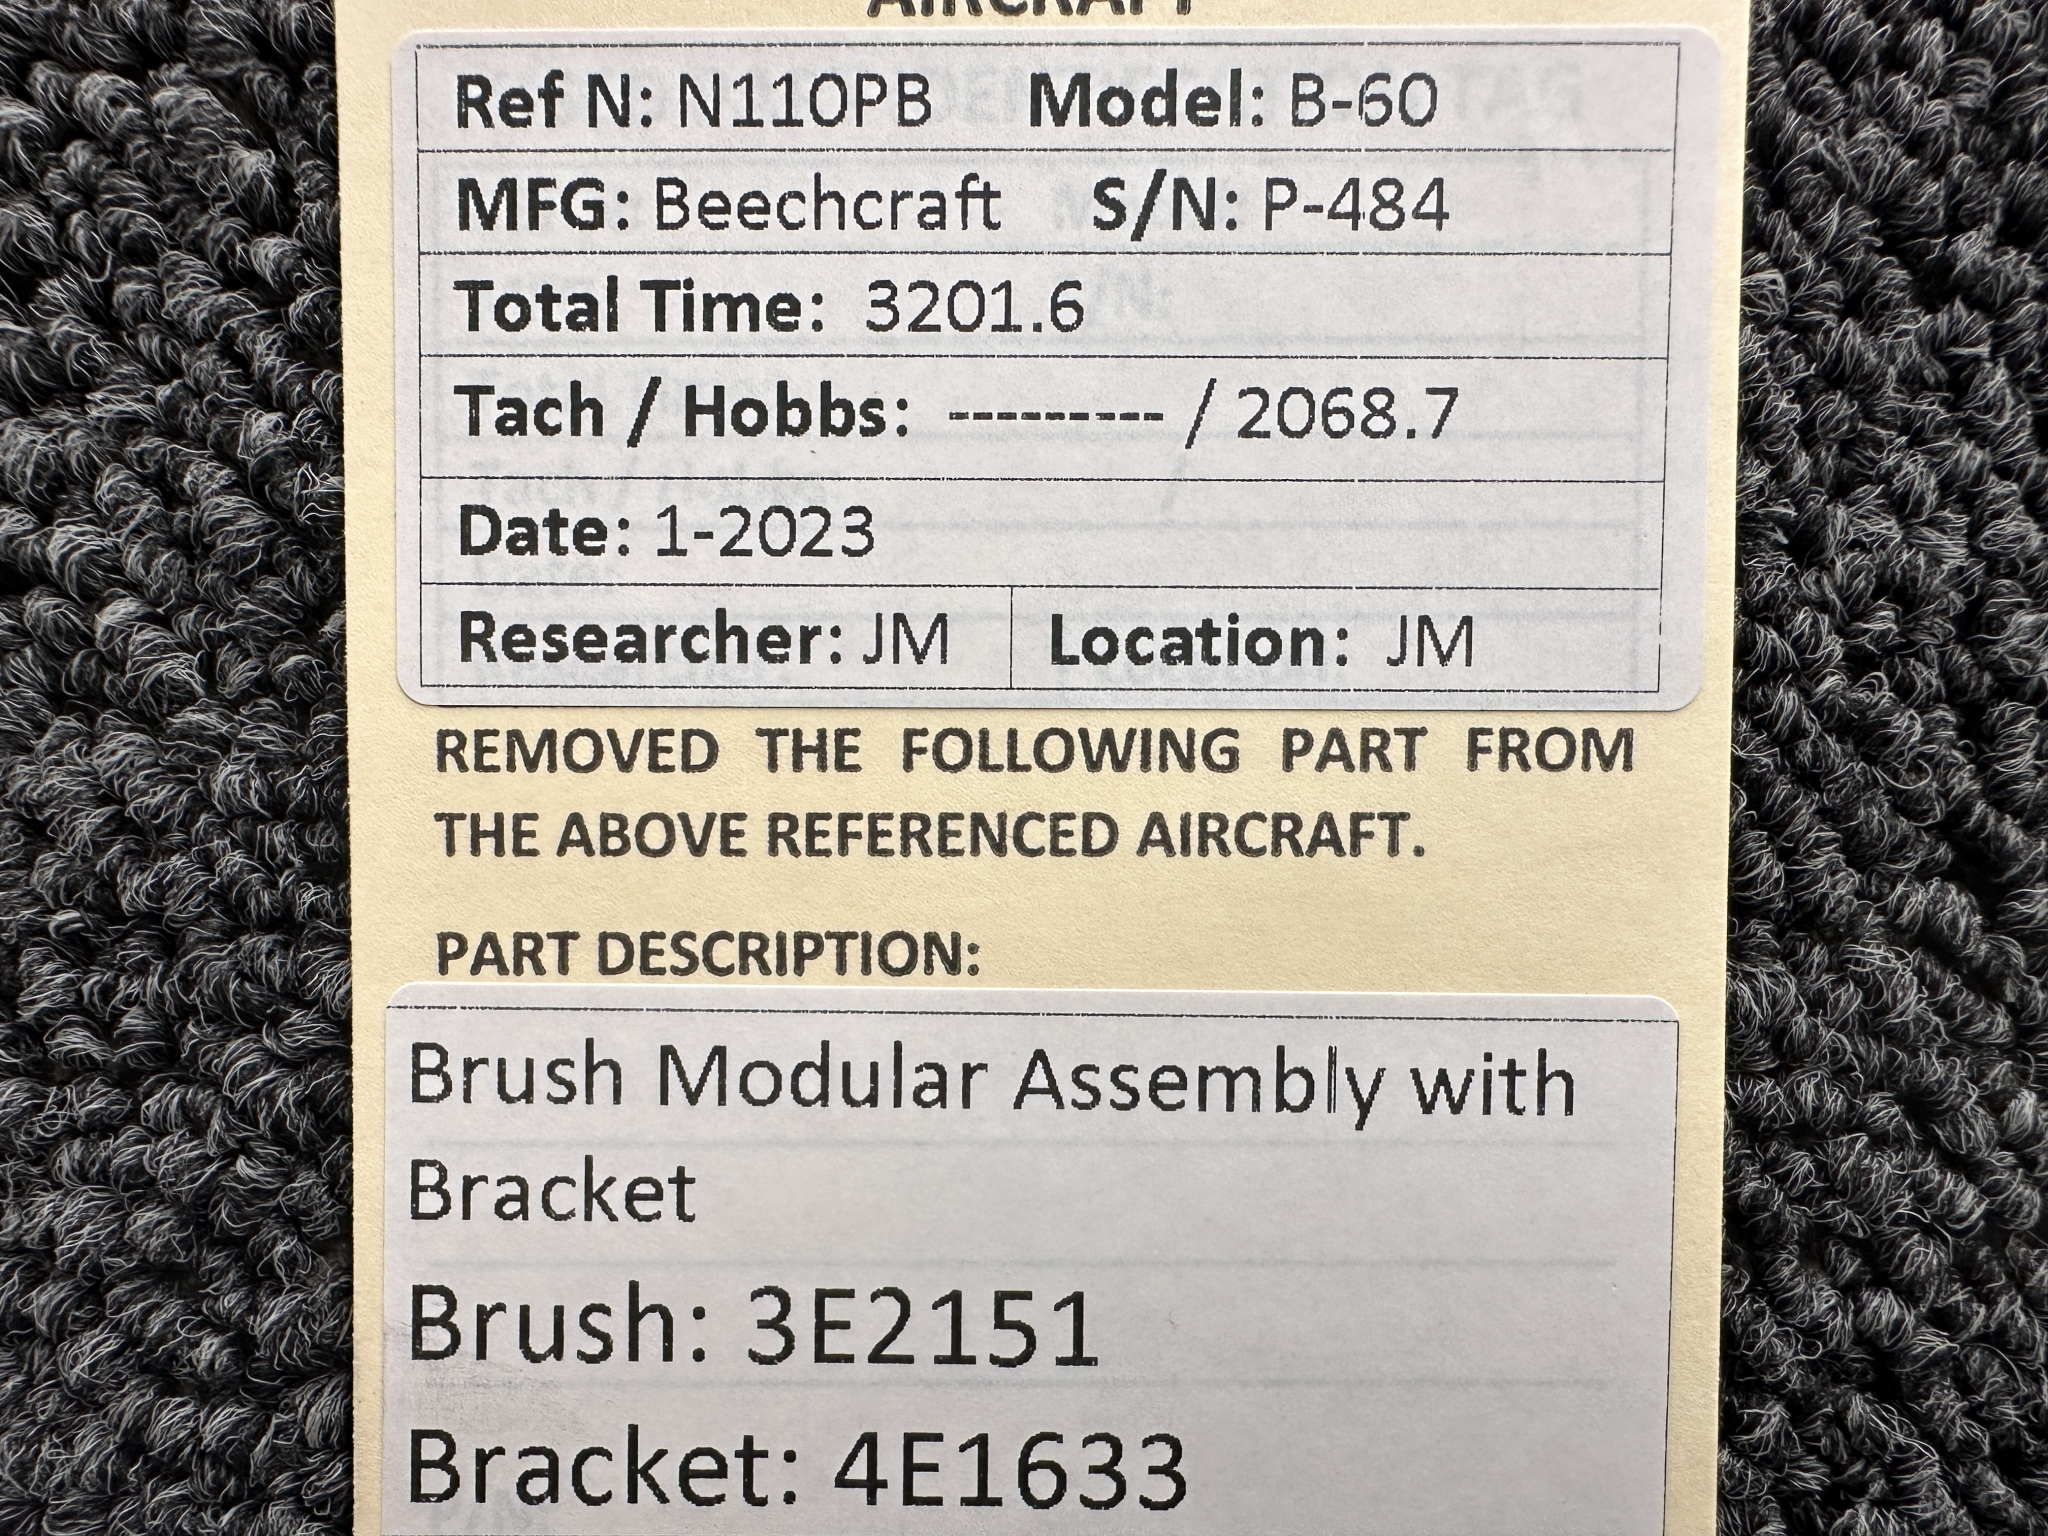 AIRCRAFT
Ref N: N110PB Model: B-60
MFG: Beechcraft S/N: P-484
Total Time: 3201.6
Tach / Hobbs: --------- / 2068.7
Date: 1-2023
Researcher: JM Location: JM
REMOVED THE FOLLOWING PART FROM
THE ABOVE REFERENCED AIRCRAFT.
PART DESCRIPTION:
Brush Modular Assembly with
Bracket
Brush: 3E2151
Bracket: 4E1633